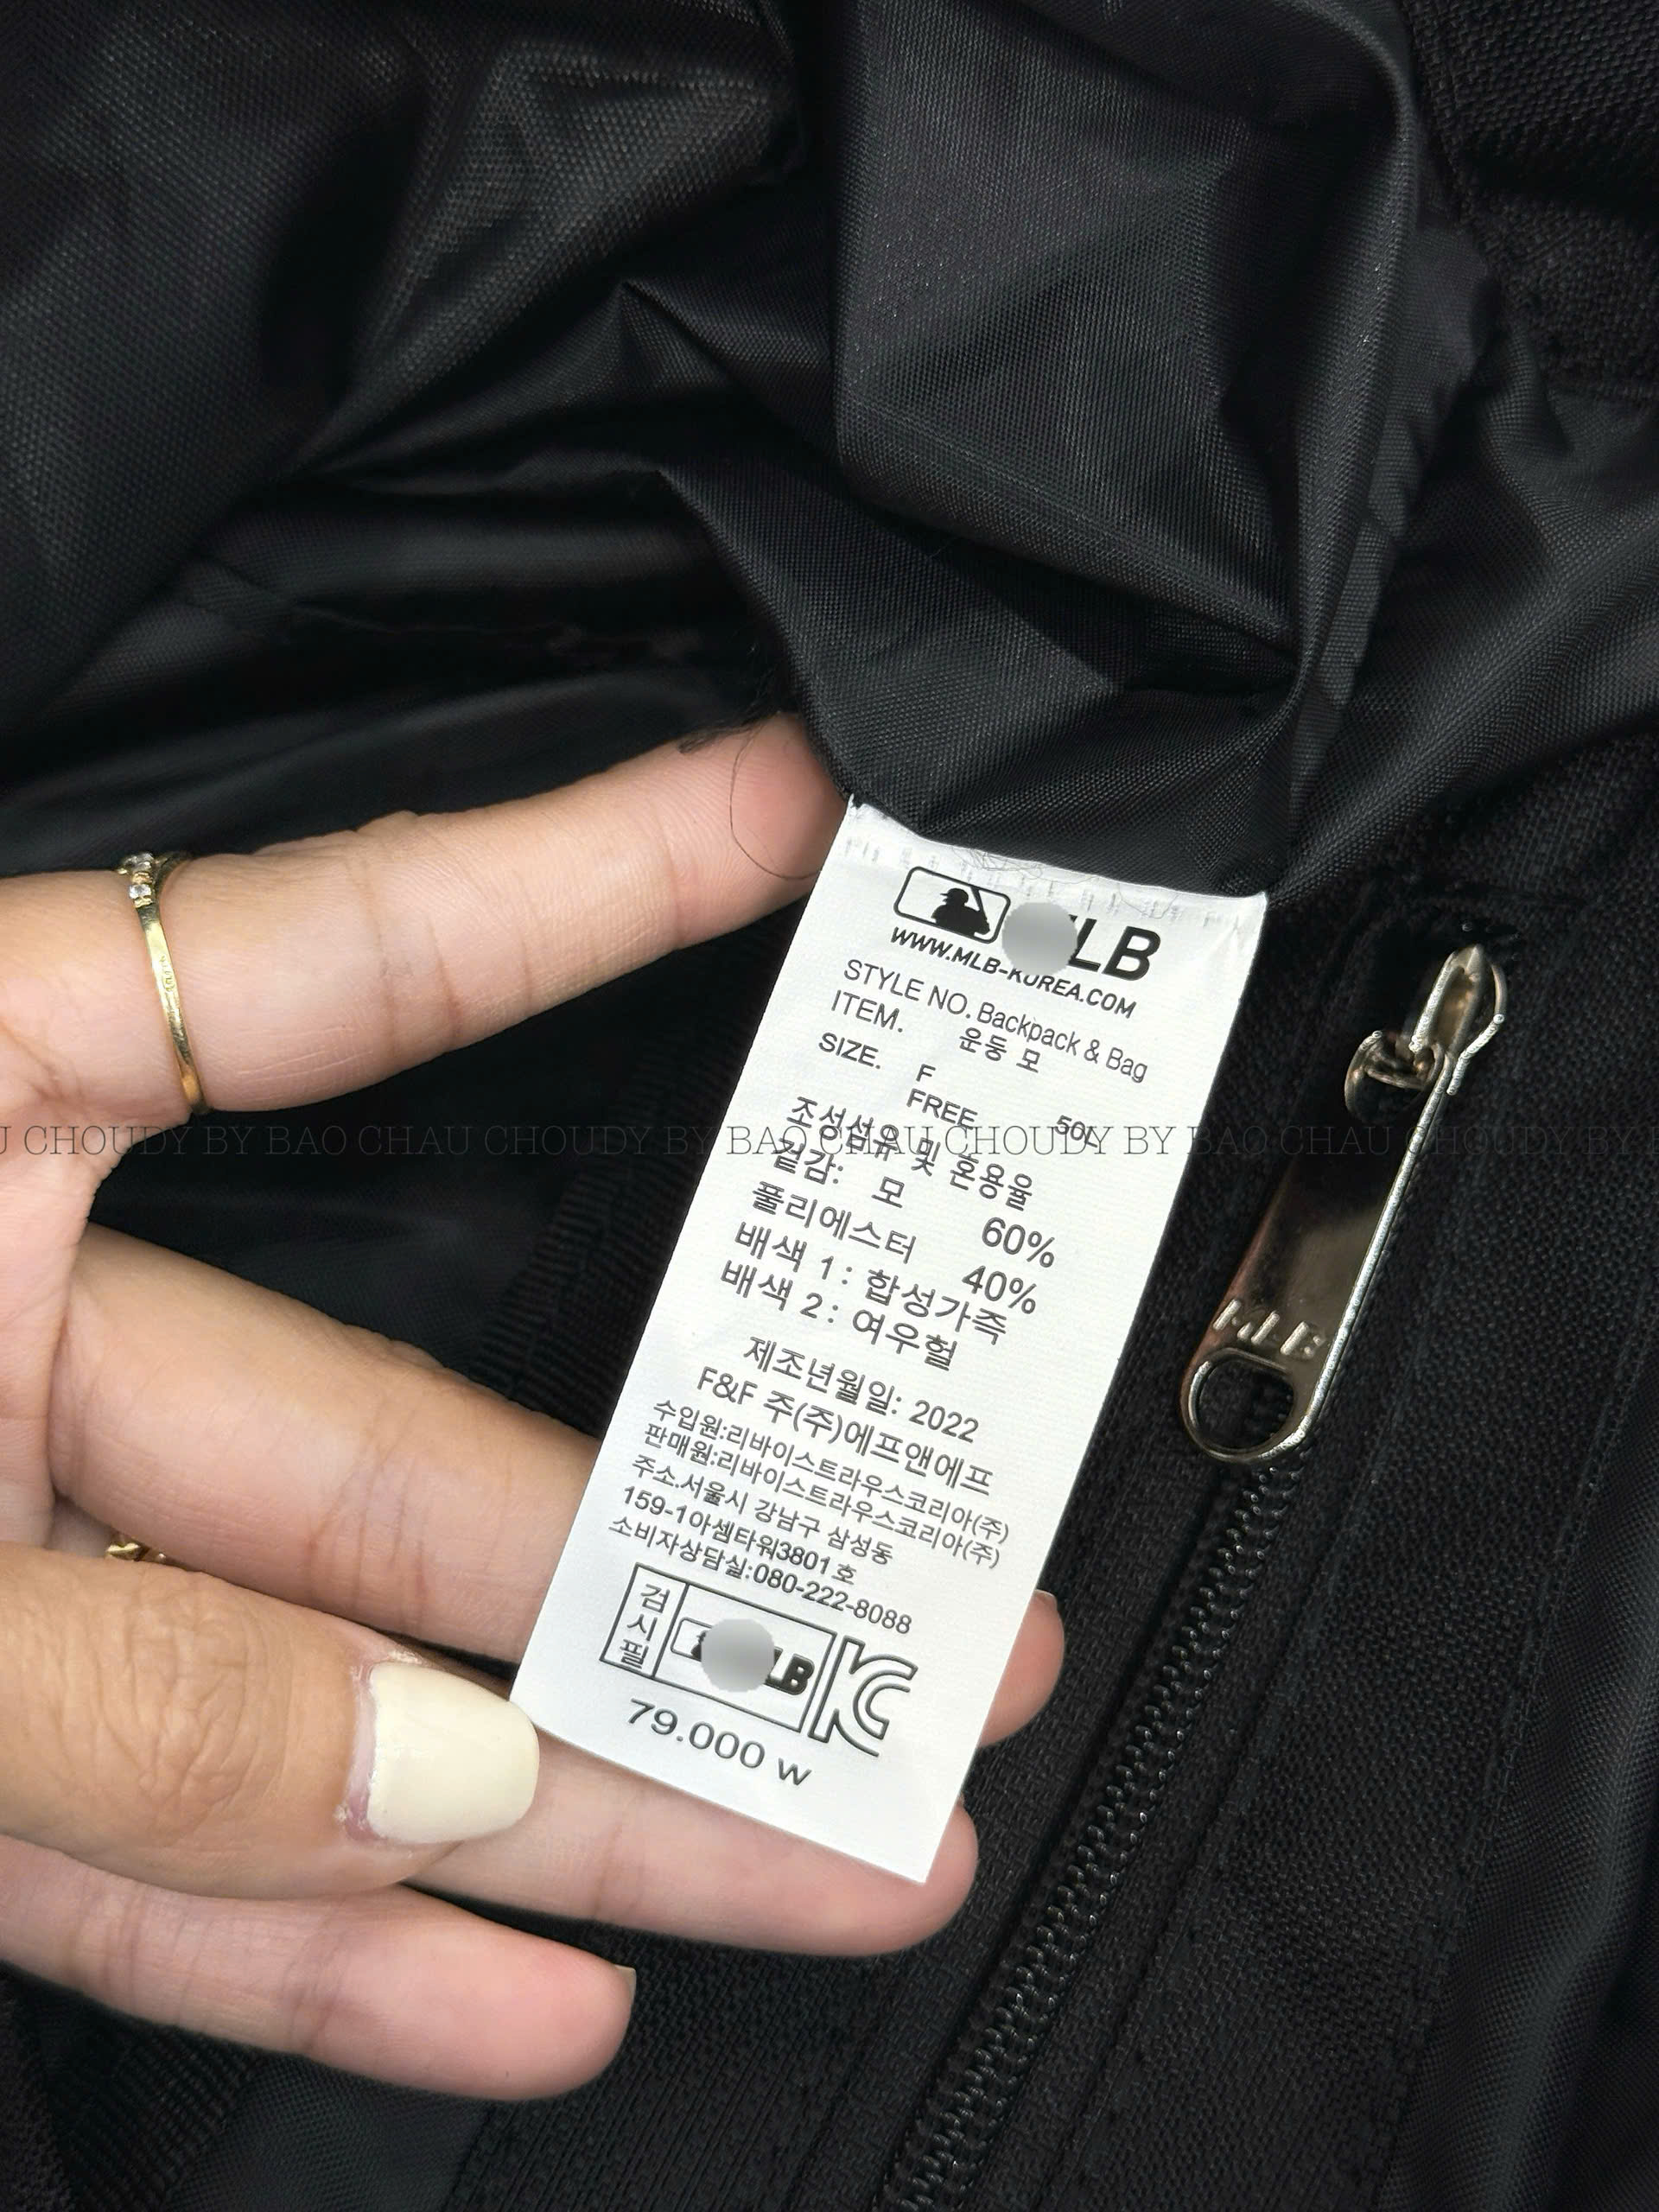 LB
WWW.MLB-KOREA.COM
STYLE NO. Backpack & Bag
ITEM. 운동 모
SIZE. F
FREE 50L
조성섬유 및 혼용율
겉감: 모 60%
폴리에스터 40%
배색 1: 합성가죽
배색 2: 여우헐
제조년월일: 2022
F&F 주(주)에프앤에프
수입원:리바이스트라우스코리아(주)
판매원:리바이스트라우스코리아(주)
주소.서울시 강남구 삼성동
159-1아셈타워3801호
소비자상담실:080-222-8088
검시필
LB
KC
79.000 W
MLB
CHOUDY BY BAO CHAU CHOUDY BY BAO CHAU CHOUDY BY BAO CHAU CHOUDY BY